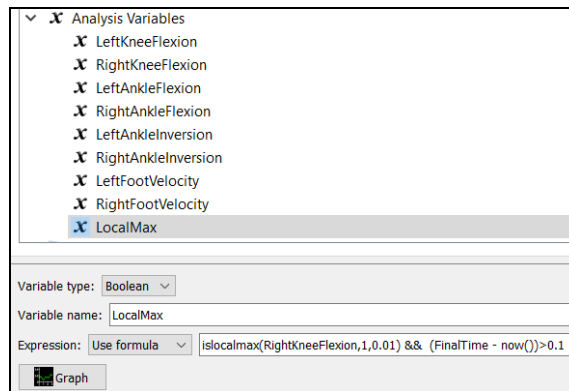 Analysis Variables
LeftKneeFlexion
RightKneeFlexion
LeftAnkleFlexion
RightAnkleFlexion
LeftAnkleInversion
RightAnkleInversion
LeftFootVelocity
RightFootVelocity
LocalMax
Variable type: Boolean
Variable name: LocalMax
Expression: Use formula islocalmax(RightKneeFlexion,1,0.01) && (FinalTime - now())>0.1
Graph